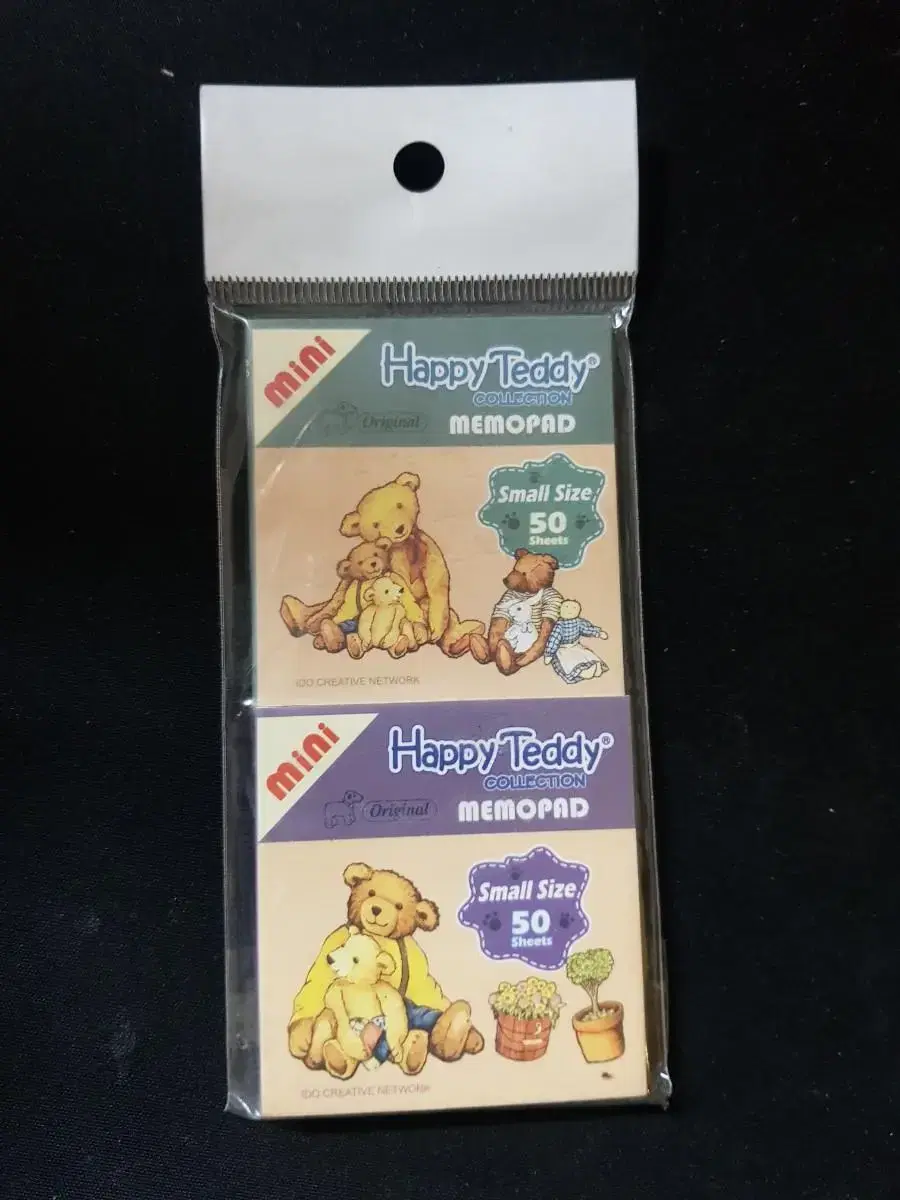 mini
Happy Teddy®
COLLECTION
Original
MEMOPAD
Small Size
50
Sheets
IDO CREATIVE NETWORK
mini
Happy Teddy®
COLLECTION
Original
MEMOPAD
Small Size
50
Sheets
IDO CREATIVE NETWORK